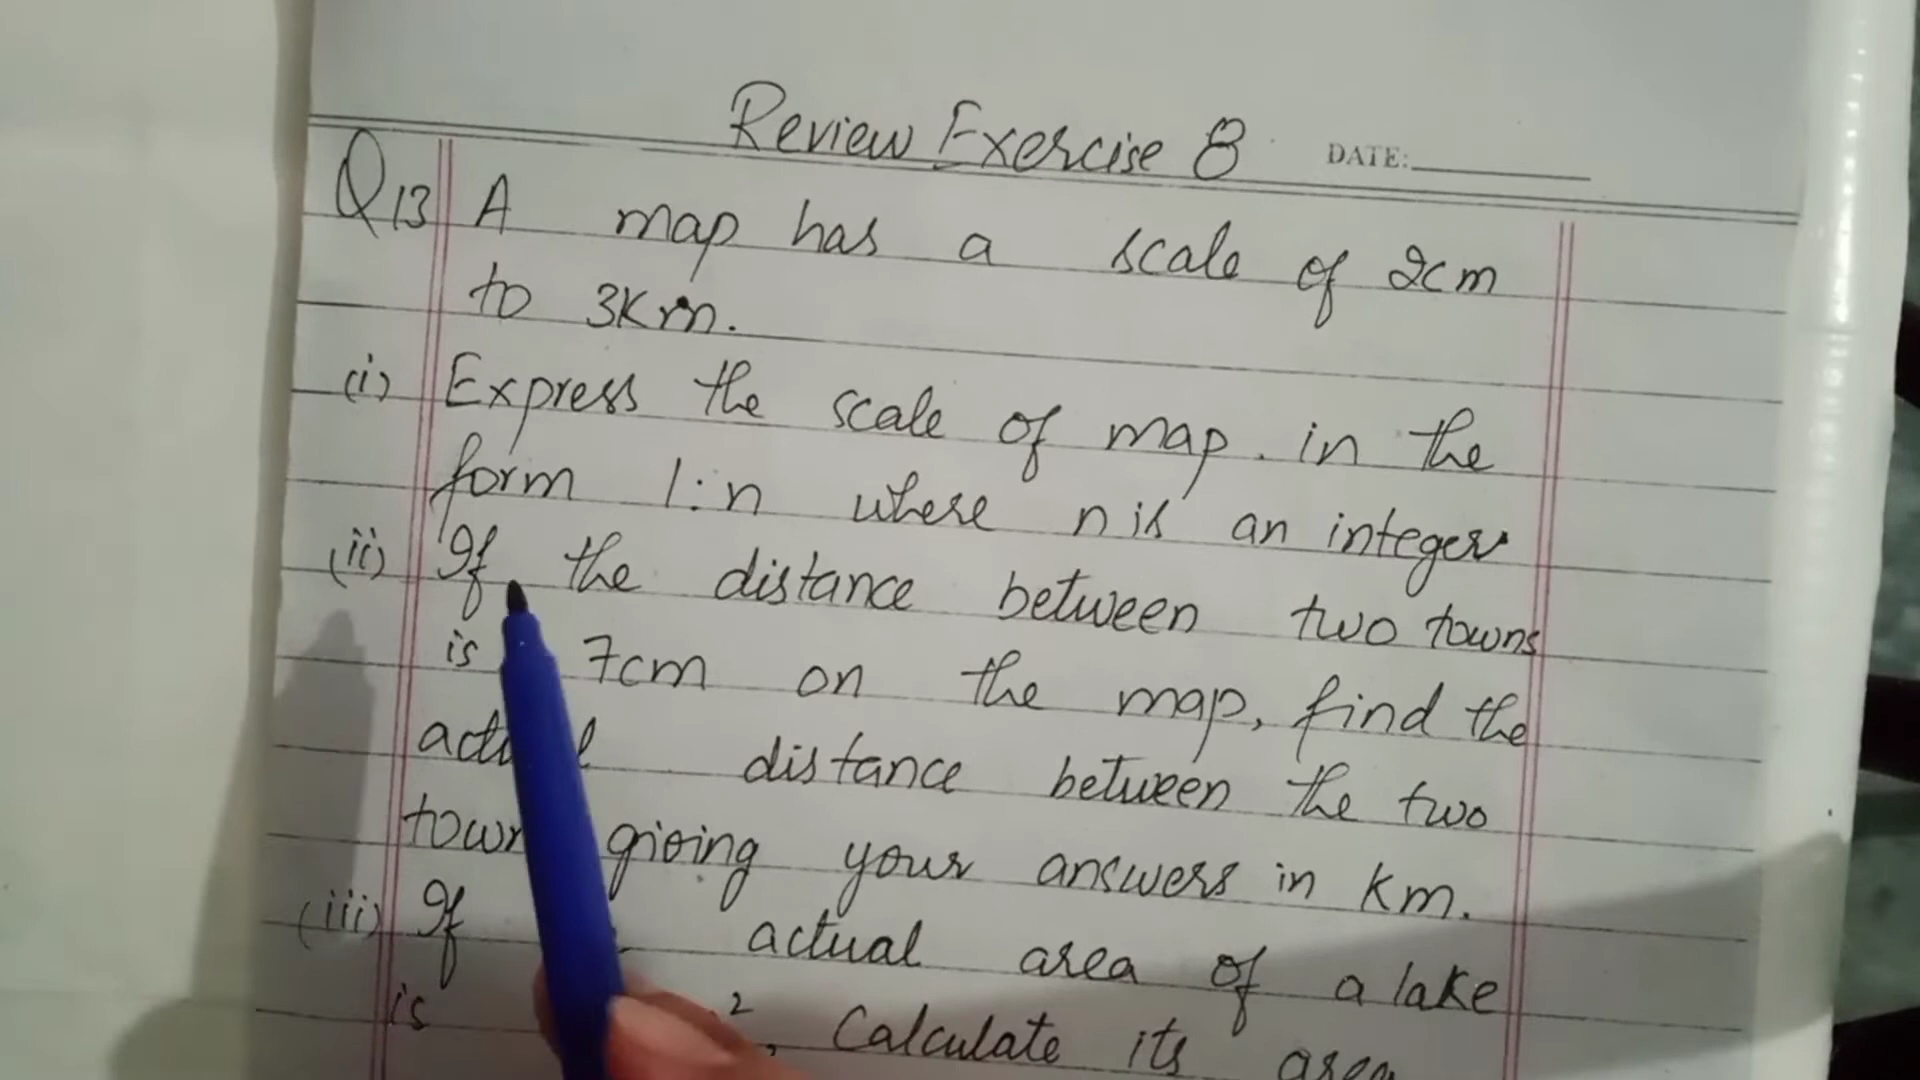 Review Exercise 8
DATE:
Q13 A map has a scale of 2cm
to 3Km.
(i) Express the scale of map. in the
form 1:n where n is an integer
(ii) If the distance between two towns
is 7cm on the map, find the
distance between the two
giving your answers in Km.
(iii) If actual area of a lake
is ², Calculate its area